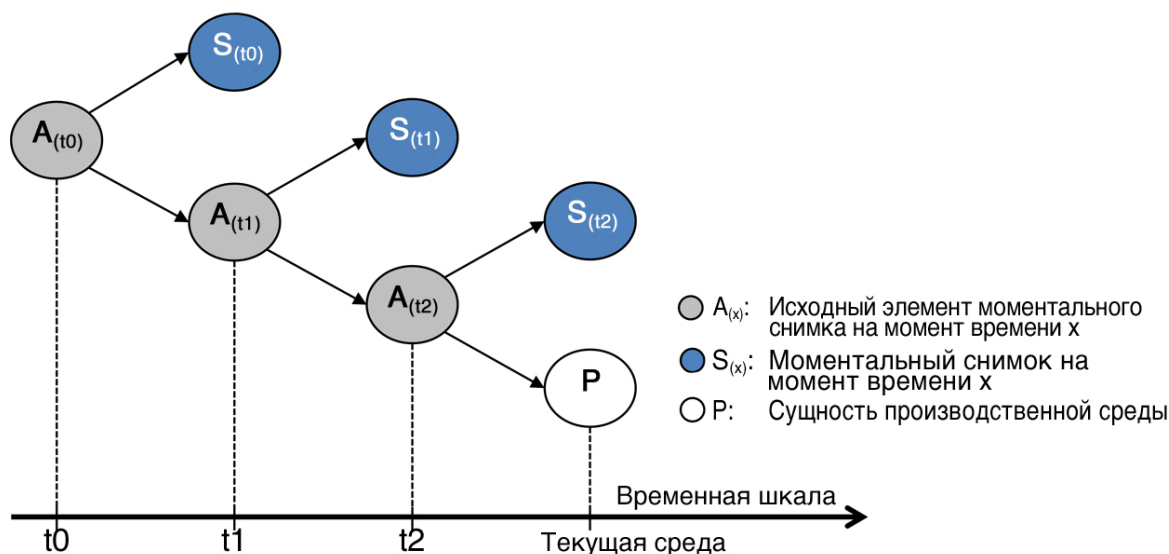 S(t0)
A(t0)
S(t1)
A(t1)
S(t2)
A(t2)
P
A(x): Исходный элемент моментального
снимка на момент времени x
S(x): Моментальный снимок на
момент времени x
P: Сущность производственной среды
Временная шкала
t0 t1 t2 Текущая среда